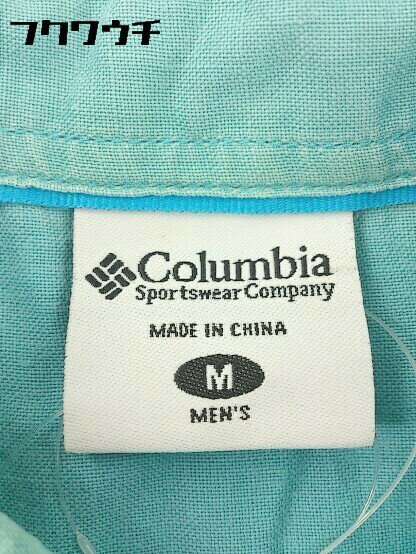 フクワウチ
Columbia
Sportswear Company
MADE IN CHINA
M
MEN'S